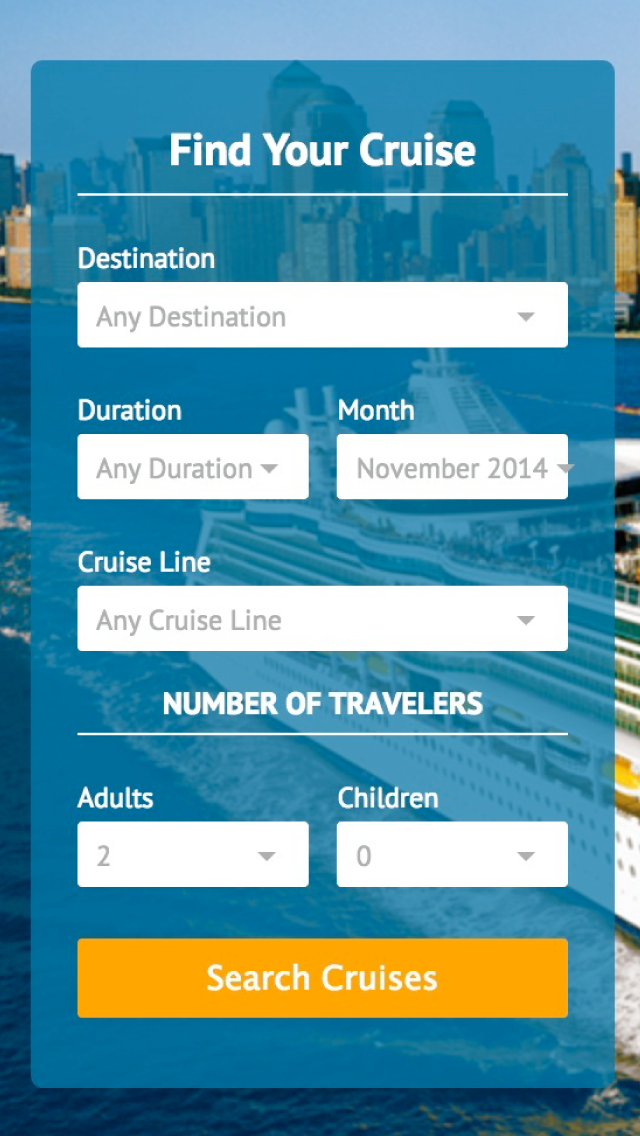 Find Your Cruise
Destination
Any Destination
Duration Month
Any Duration November 2014
Cruise Line
Any Cruise Line
NUMBER OF TRAVELERS
Adults Children
2 0
Search Cruises